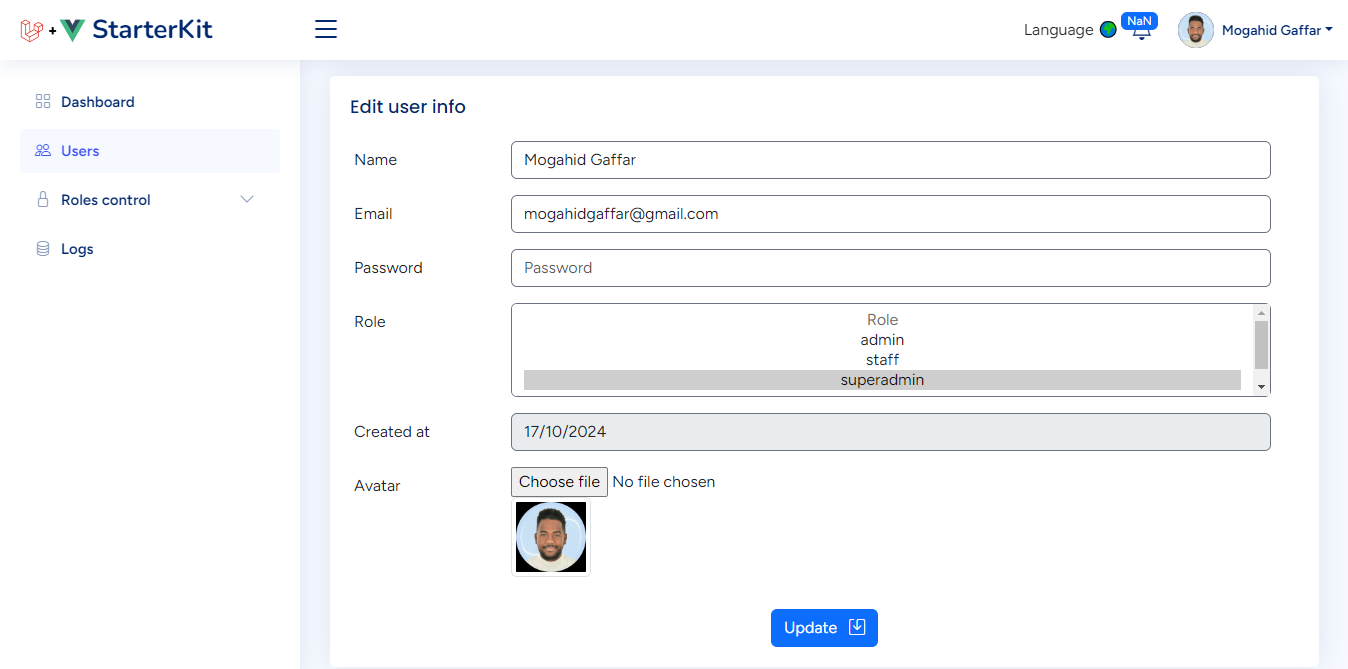 + StarterKit
Language
NaN
Mogahid Gaffar
Dashboard
Users
Roles control
Logs
Edit user info
Name
Mogahid Gaffar
Email
mogahidgaffar@gmail.com
Password
Password
Role
Role
admin
staff
superadmin
Created at
17/10/2024
Avatar
Choose file No file chosen
Update